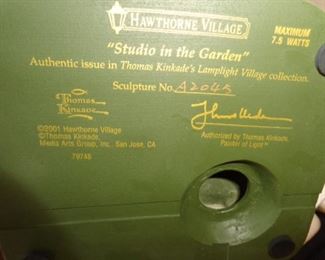 HAWTHORNE VILLAGE
MAXIMUM
7.5 WATTS
"Studio in the Garden"
Authentic issue in Thomas Kinkade's Lamplight Village collection.
Sculpture No. A2045
Thomas
Kinkade
©2001 Hawthorne Village
©Thomas Kinkade,
Media Arts Group, Inc. San Jose, CA
79745
Authorized by Thomas Kinkade,
Painter of Light™